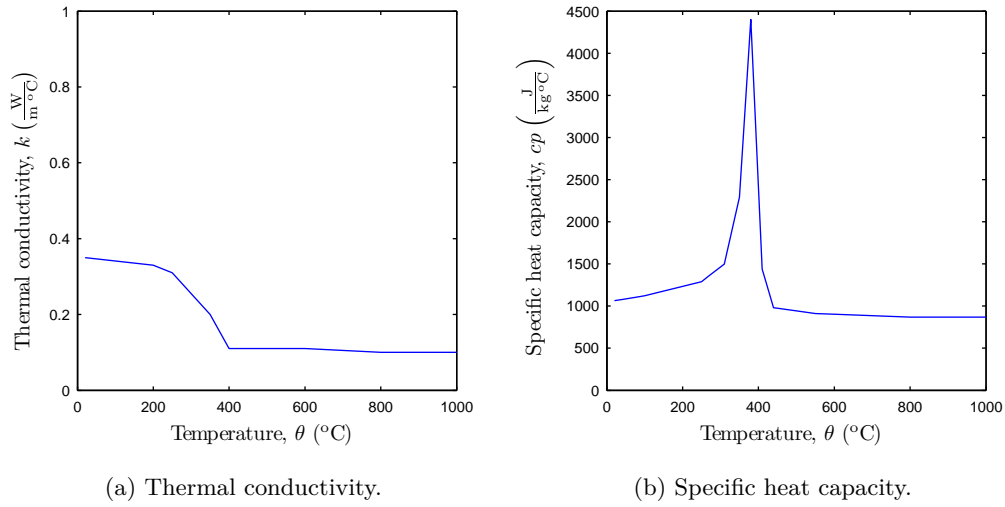 1
0.8
0.6
0.4
0.2
0
0 200 400 600 800 1000
Thermal conductivity, k (W/m °C)
Temperature, θ (°C)
(a) Thermal conductivity.
4500
4000
3500
3000
2500
2000
1500
1000
500
0
0 200 400 600 800 1000
Specific heat capacity, cp (J/kg °C)
Temperature, θ (°C)
(b) Specific heat capacity.